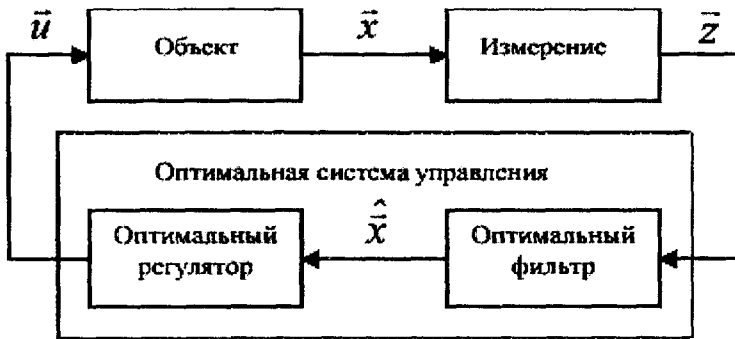 ū
Объект
x̄
Измерение
z̄
Оптимальная система управления
Оптимальный
регулятор
x̄̂
Оптимальный
фильтр